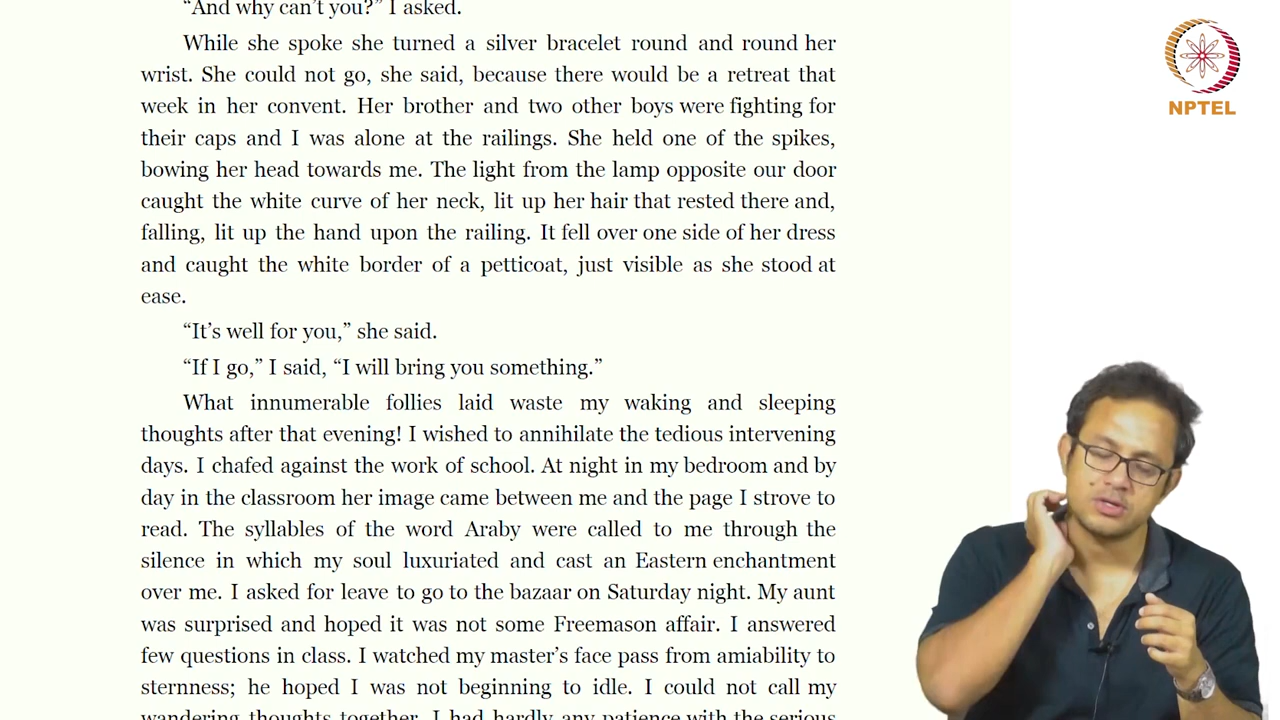 “And why can’t you?” I asked.
While she spoke she turned a silver bracelet round and round her
wrist. She could not go, she said, because there would be a retreat that
week in her convent. Her brother and two other boys were fighting for
their caps and I was alone at the railings. She held one of the spikes,
bowing her head towards me. The light from the lamp opposite our door
caught the white curve of her neck, lit up her hair that rested there and,
falling, lit up the hand upon the railing. It fell over one side of her dress
and caught the white border of a petticoat, just visible as she stood at
ease.
“It’s well for you,” she said.
“If I go,” I said, “I will bring you something.”
What innumerable follies laid waste my waking and sleeping
thoughts after that evening! I wished to annihilate the tedious intervening
days. I chafed against the work of school. At night in my bedroom and by
day in the classroom her image came between me and the page I strove to
read. The syllables of the word Araby were called to me through the
silence in which my soul luxuriated and cast an Eastern enchantment
over me. I asked for leave to go to the bazaar on Saturday night. My aunt
was surprised and hoped it was not some Freemason affair. I answered
few questions in class. I watched my master’s face pass from amiability to
sternness; he hoped I was not beginning to idle. I could not call my
wandering thoughts together. I had hardly any patience with the serious
NPTEL